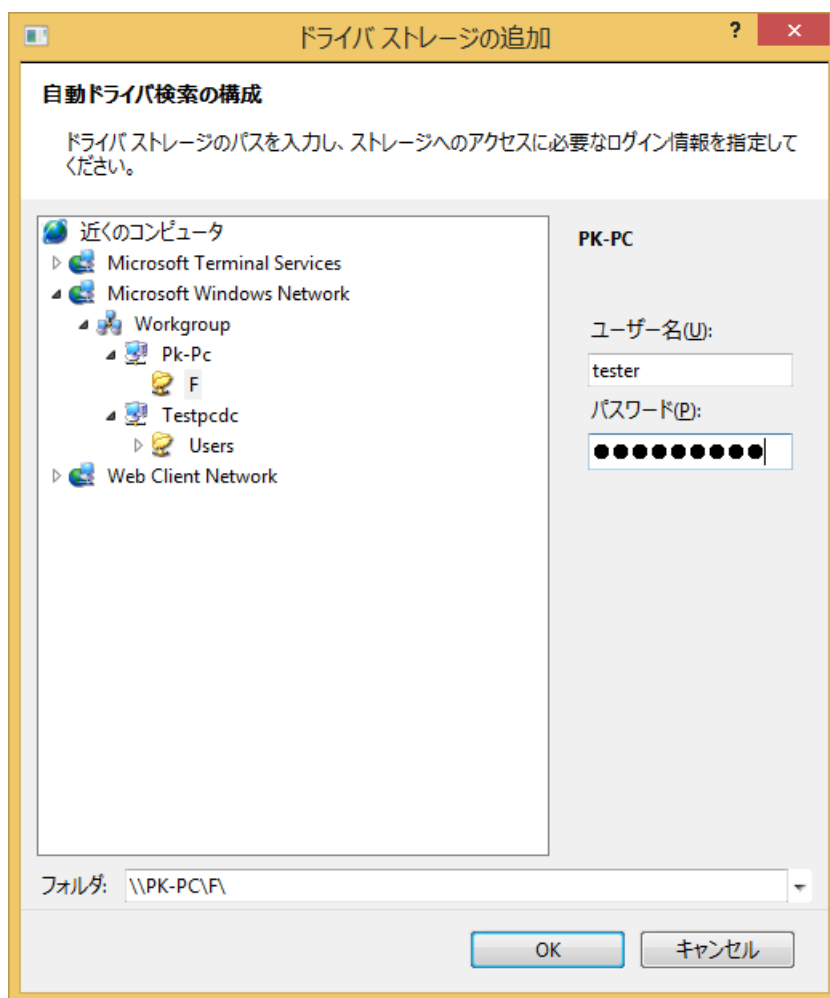 ドライバ ストレージの追加
?
×
自動ドライバ検索の構成
ドライバ ストレージのパスを入力し、ストレージへのアクセスに必要なログイン情報を指定して
ください。
近くのコンピュータ
Microsoft Terminal Services
Microsoft Windows Network
Workgroup
Pk-Pc
F
Testpcdc
Users
Web Client Network
PK-PC
ユーザー名(U):
tester
パスワード(P):
●●●●●●●●●
フォルダ: \\PK-PC\F\
OK
キャンセル